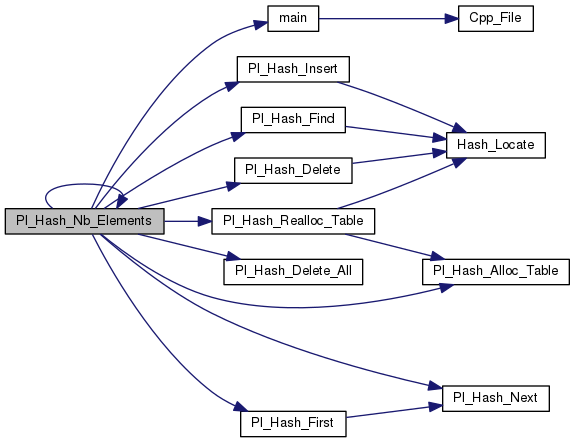 main
Cpp_File
Pl_Hash_Insert
Pl_Hash_Find
Hash_Locate
Pl_Hash_Delete
Pl_Hash_Nb_Elements
Pl_Hash_Realloc_Table
Pl_Hash_Delete_All
Pl_Hash_Alloc_Table
Pl_Hash_Next
Pl_Hash_First